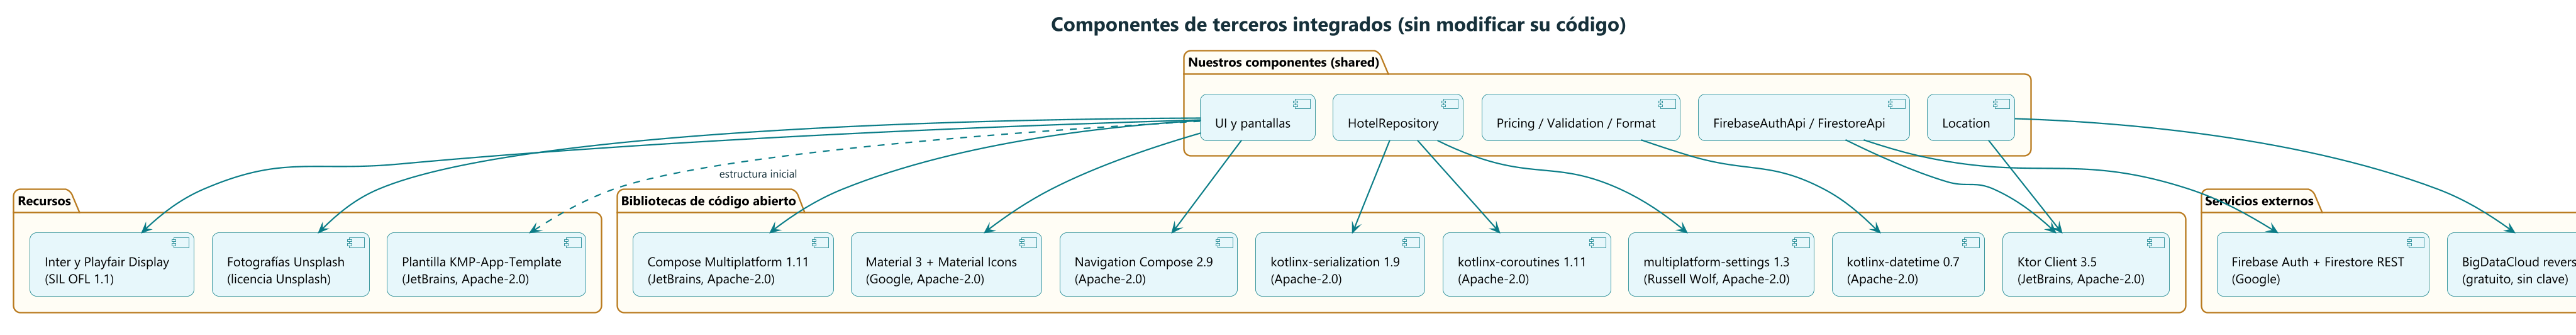 Componentes de terceros integrados (sin modificar su código)
Nuestros componentes (shared)
UI y pantallas
HotelRepository
Pricing / Validation / Format
FirebaseAuthApi / FirestoreApi
Location
estructura inicial
Recursos
Inter y Playfair Display
(SIL OFL 1.1)
Fotografías Unsplash
(licencia Unsplash)
Plantilla KMP-App-Template
(JetBrains, Apache-2.0)
Bibliotecas de código abierto
Compose Multiplatform 1.11
(JetBrains, Apache-2.0)
Material 3 + Material Icons
(Google, Apache-2.0)
Navigation Compose 2.9
(Apache-2.0)
kotlinx-serialization 1.9
(Apache-2.0)
kotlinx-coroutines 1.11
(Apache-2.0)
multiplatform-settings 1.3
(Russell Wolf, Apache-2.0)
kotlinx-datetime 0.7
(Apache-2.0)
Ktor Client 3.5
(JetBrains, Apache-2.0)
Servicios externos
Firebase Auth + Firestore REST
(Google)
BigDataCloud revers
(gratuito, sin clave)